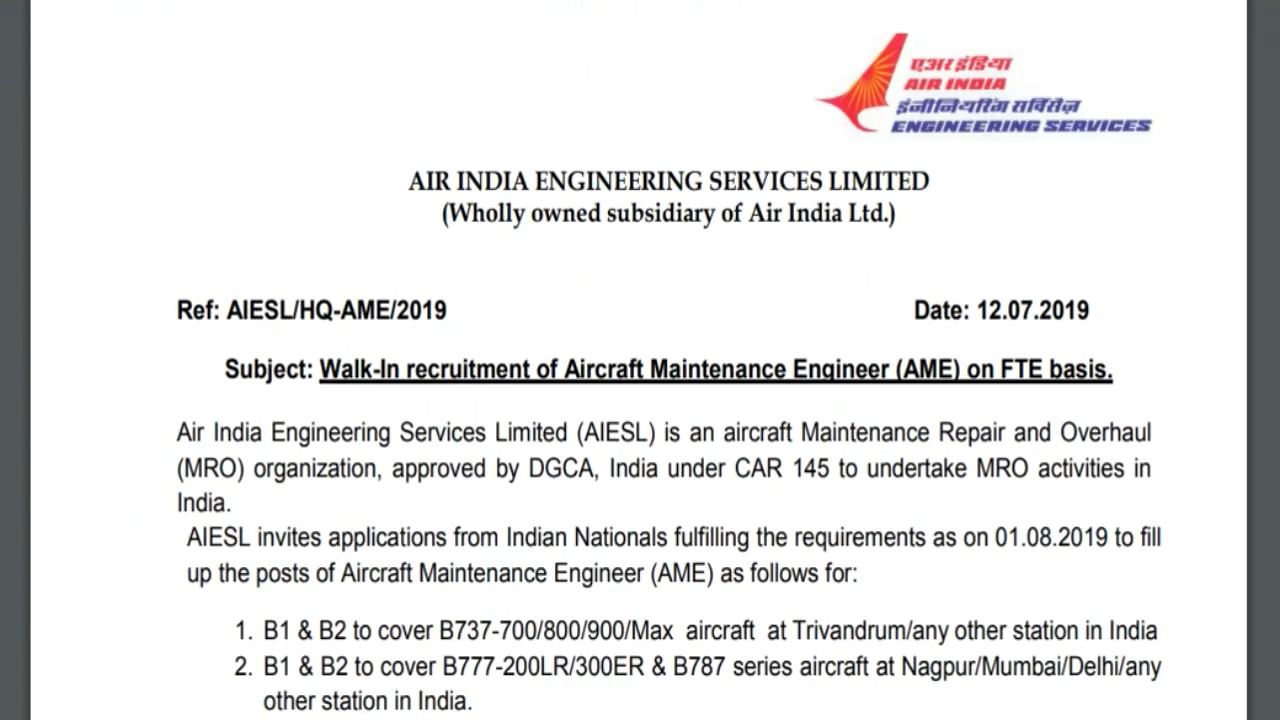 एअर इंडिया
AIR INDIA
इंजीनियरिंग सर्विसेज़
ENGINEERING SERVICES
AIR INDIA ENGINEERING SERVICES LIMITED
(Wholly owned subsidiary of Air India Ltd.)
Ref: AIESL/HQ-AME/2019 Date: 12.07.2019
Subject: Walk-In recruitment of Aircraft Maintenance Engineer (AME) on FTE basis.
Air India Engineering Services Limited (AIESL) is an aircraft Maintenance Repair and Overhaul
(MRO) organization, approved by DGCA, India under CAR 145 to undertake MRO activities in
India.
AIESL invites applications from Indian Nationals fulfilling the requirements as on 01.08.2019 to fill
up the posts of Aircraft Maintenance Engineer (AME) as follows for:
1. B1 & B2 to cover B737-700/800/900/Max aircraft at Trivandrum/any other station in India
2. B1 & B2 to cover B777-200LR/300ER & B787 series aircraft at Nagpur/Mumbai/Delhi/any
other station in India.